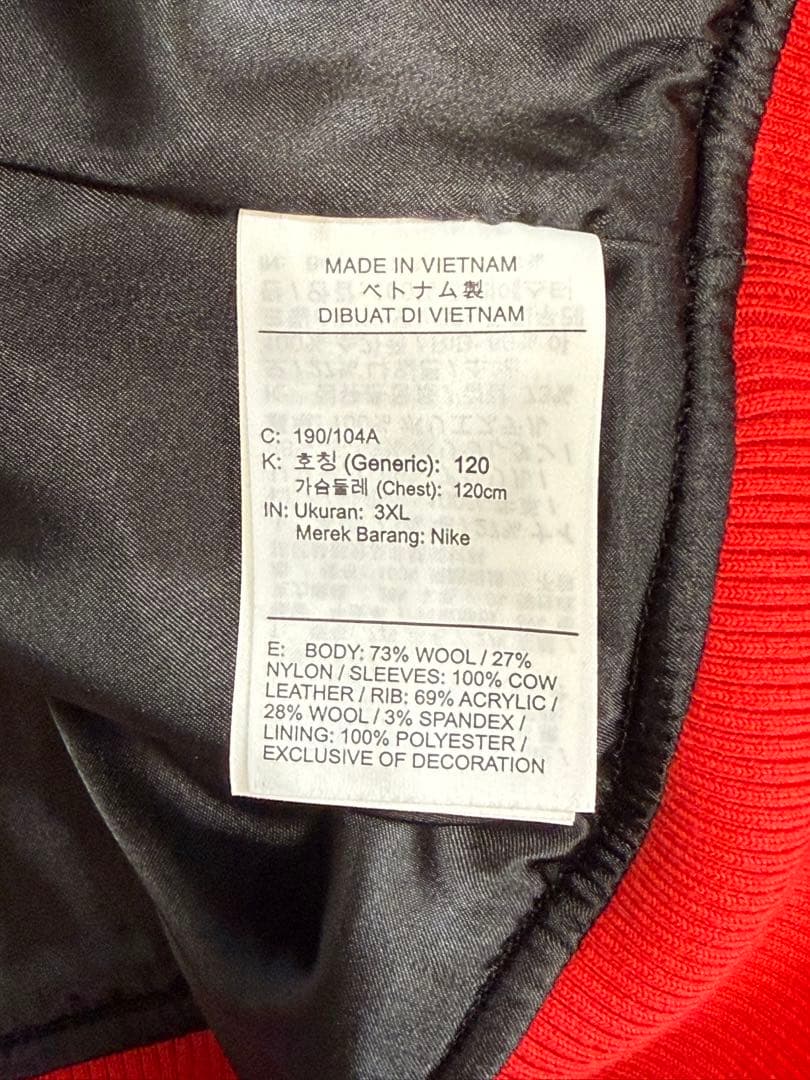 MADE IN VIETNAM
ベトナム製
DIBUAT DI VIETNAM
C: 190/104A
K: 호칭 (Generic): 120
가슴둘레 (Chest): 120cm
IN: Ukuran: 3XL
Merek Barang: Nike
E: BODY: 73% WOOL / 27%
NYLON / SLEEVES: 100% COW
LEATHER / RIB: 69% ACRYLIC /
28% WOOL / 3% SPANDEX /
LINING: 100% POLYESTER /
EXCLUSIVE OF DECORATION